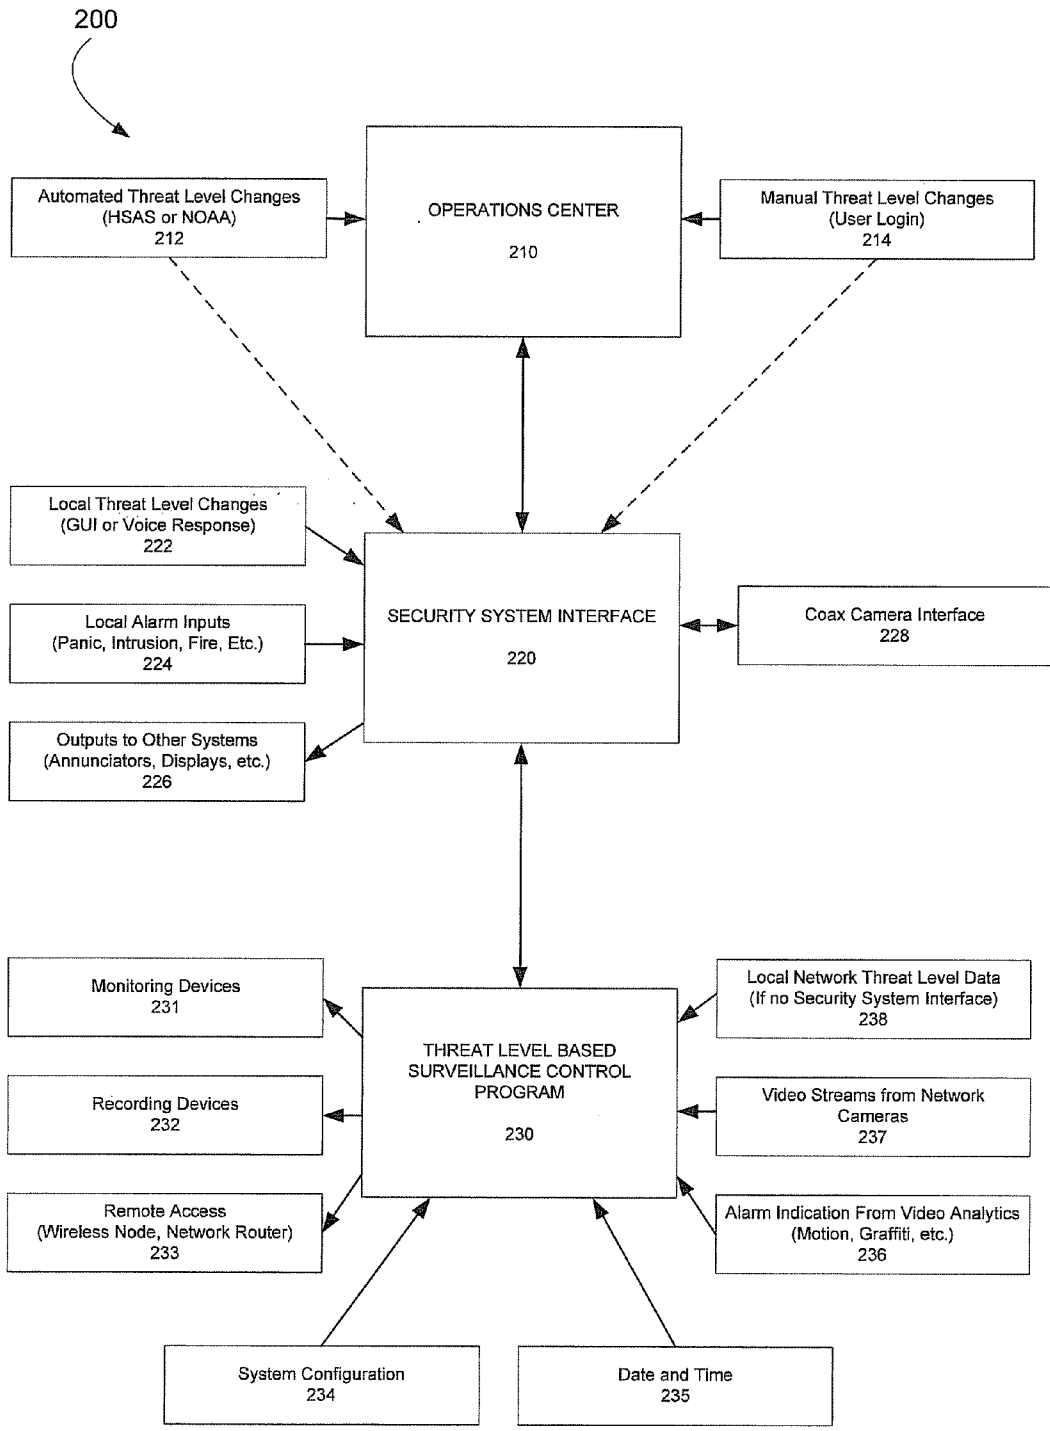 200
Automated Threat Level Changes
(HSAS or NOAA)
212
OPERATIONS CENTER
210
Manual Threat Level Changes
(User Login)
214
Local Threat Level Changes
(GUI or Voice Response)
222
Local Alarm Inputs
(Panic, Intrusion, Fire, Etc.)
224
Outputs to Other Systems
(Annunciators, Displays, etc.)
226
SECURITY SYSTEM INTERFACE
220
Coax Camera Interface
228
Monitoring Devices
231
Recording Devices
232
Remote Access
(Wireless Node, Network Router)
233
THREAT LEVEL BASED
SURVEILLANCE CONTROL
PROGRAM
230
Local Network Threat Level Data
(If no Security System Interface)
238
Video Streams from Network
Cameras
237
Alarm Indication From Video Analytics
(Motion, Graffiti, etc.)
236
System Configuration
234
Date and Time
235